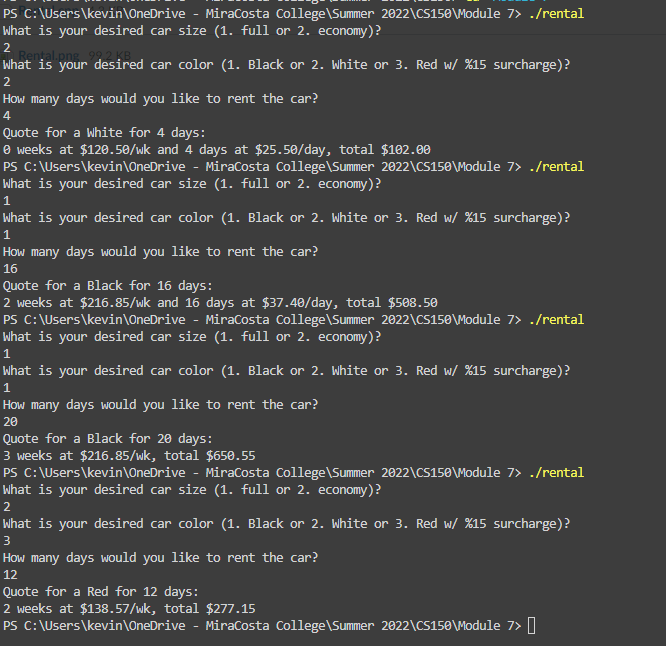 PS C:\Users\kevin\OneDrive - MiraCosta College\Summer 2022\CS150\Module 7> ./rental
What is your desired car size (1. full or 2. economy)?
2
What is your desired car color (1. Black or 2. White or 3. Red w/ %15 surcharge)?
2
How many days would you like to rent the car?
4
Quote for a White for 4 days:
0 weeks at $120.50/wk and 4 days at $25.50/day, total $102.00
PS C:\Users\kevin\OneDrive - MiraCosta College\Summer 2022\CS150\Module 7> ./rental
What is your desired car size (1. full or 2. economy)?
1
What is your desired car color (1. Black or 2. White or 3. Red w/ %15 surcharge)?
1
How many days would you like to rent the car?
16
Quote for a Black for 16 days:
2 weeks at $216.85/wk and 16 days at $37.40/day, total $508.50
PS C:\Users\kevin\OneDrive - MiraCosta College\Summer 2022\CS150\Module 7> ./rental
What is your desired car size (1. full or 2. economy)?
1
What is your desired car color (1. Black or 2. White or 3. Red w/ %15 surcharge)?
1
How many days would you like to rent the car?
20
Quote for a Black for 20 days:
3 weeks at $216.85/wk, total $650.55
PS C:\Users\kevin\OneDrive - MiraCosta College\Summer 2022\CS150\Module 7> ./rental
What is your desired car size (1. full or 2. economy)?
2
What is your desired car color (1. Black or 2. White or 3. Red w/ %15 surcharge)?
3
How many days would you like to rent the car?
12
Quote for a Red for 12 days:
2 weeks at $138.57/wk, total $277.15
PS C:\Users\kevin\OneDrive - MiraCosta College\Summer 2022\CS150\Module 7>